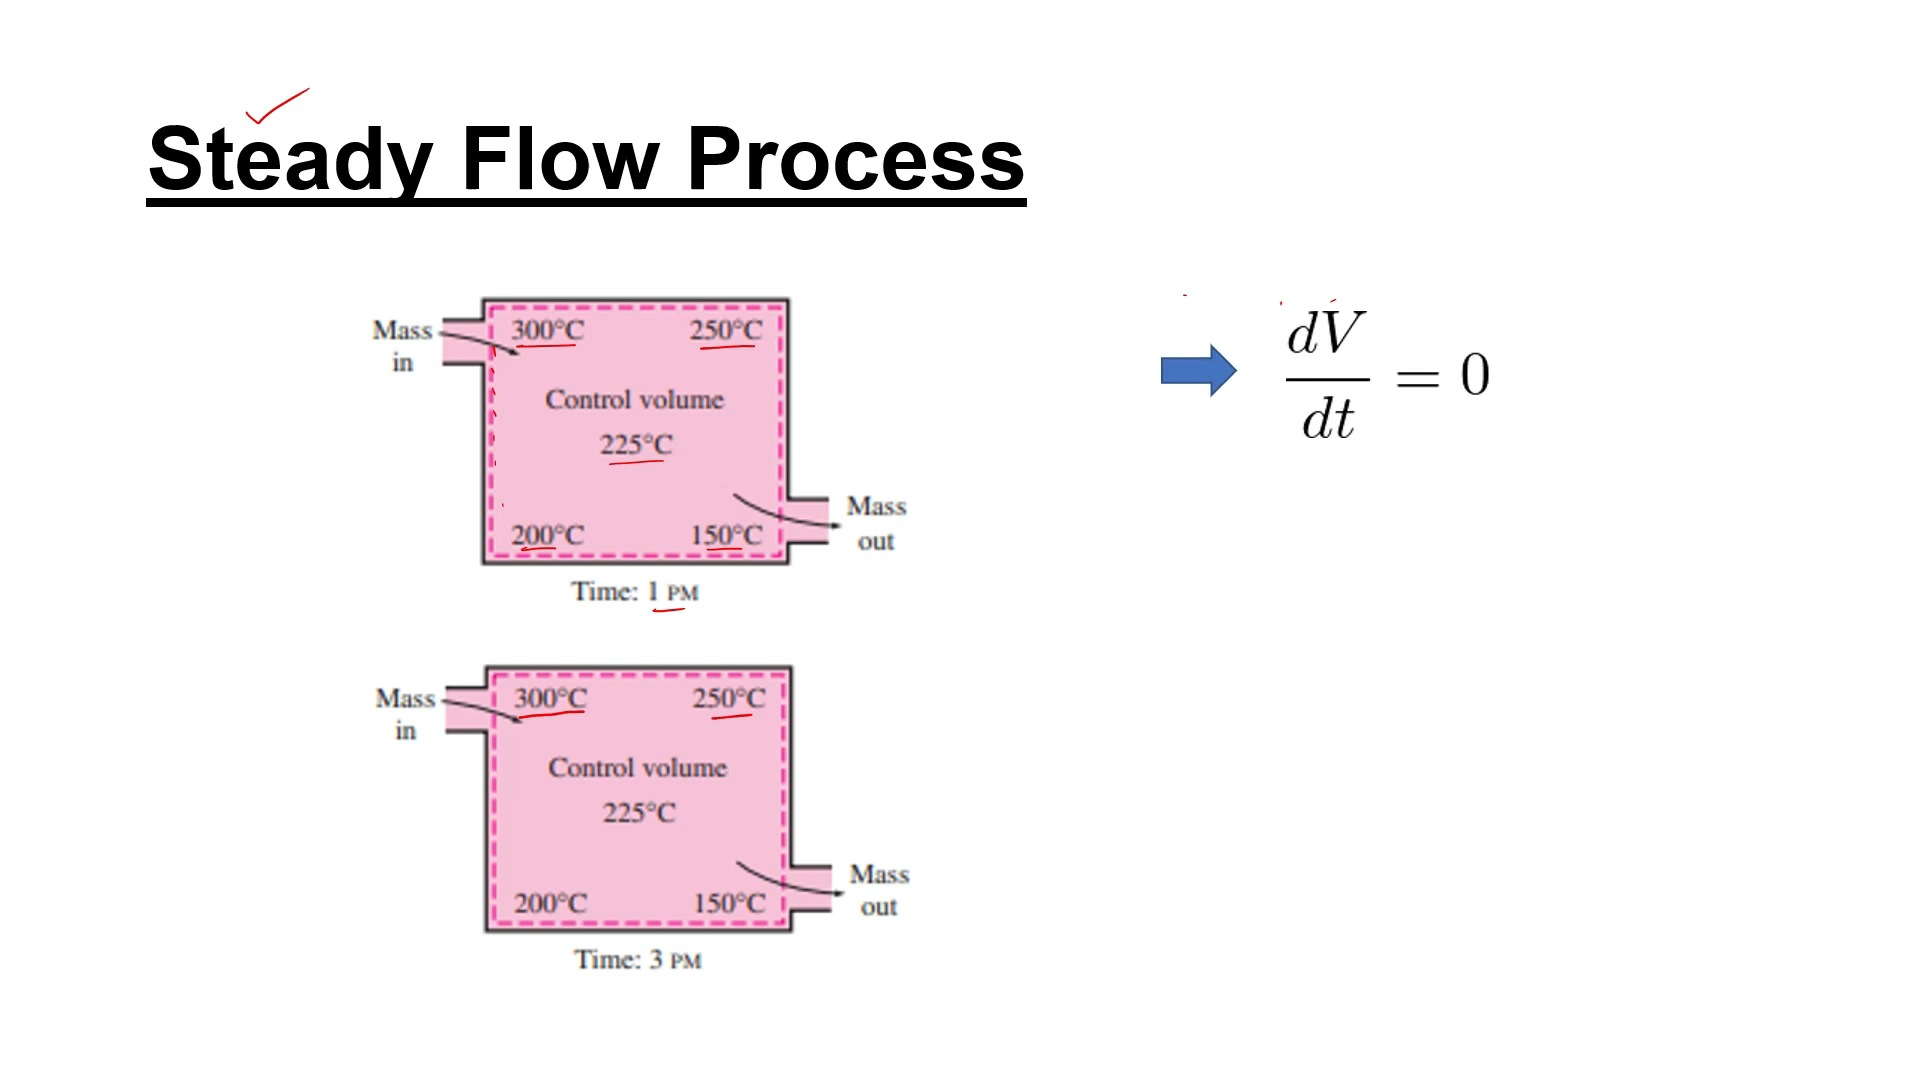 Steady Flow Process
Mass in
300°C 250°C
Control volume
225°C
200°C 150°C
Mass out
Time: 1 PM
Mass in
300°C 250°C
Control volume
225°C
200°C 150°C
Mass out
Time: 3 PM
dV/dt = 0